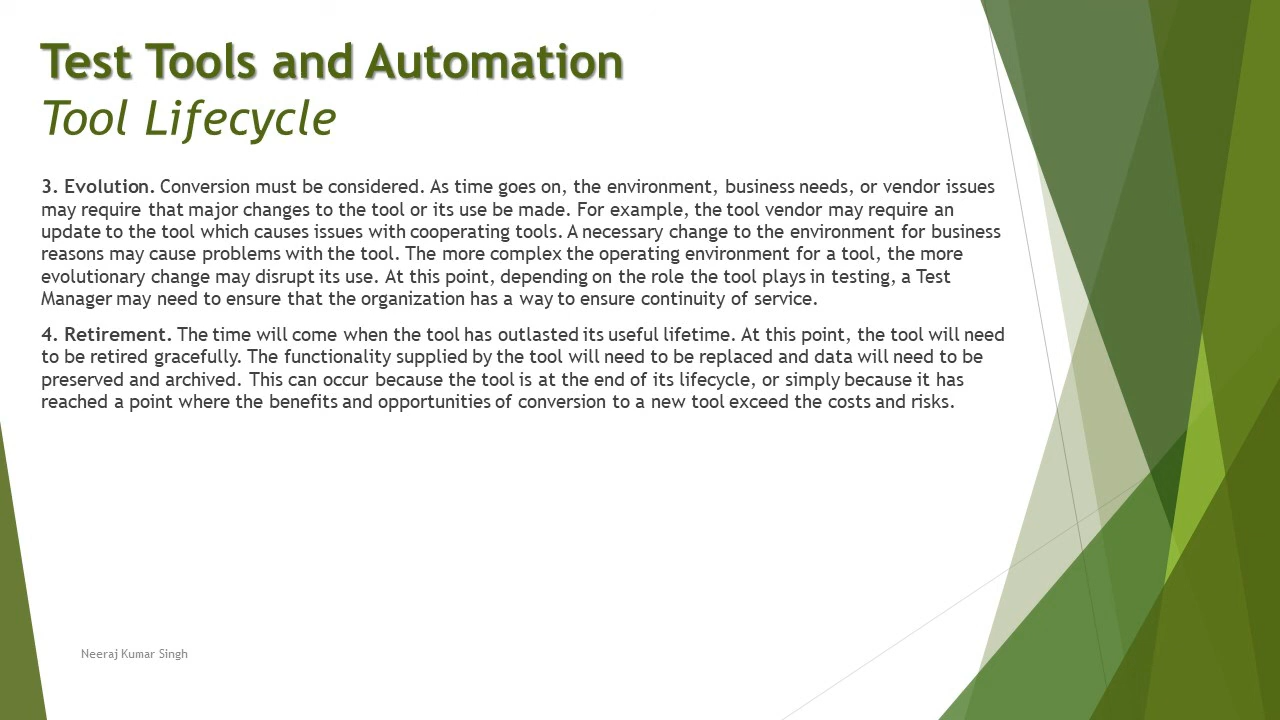 Test Tools and Automation
Tool Lifecycle
3. Evolution. Conversion must be considered. As time goes on, the environment, business needs, or vendor issues
may require that major changes to the tool or its use be made. For example, the tool vendor may require an
update to the tool which causes issues with cooperating tools. A necessary change to the environment for business
reasons may cause problems with the tool. The more complex the operating environment for a tool, the more
evolutionary change may disrupt its use. At this point, depending on the role the tool plays in testing, a Test
Manager may need to ensure that the organization has a way to ensure continuity of service.
4. Retirement. The time will come when the tool has outlasted its useful lifetime. At this point, the tool will need
to be retired gracefully. The functionality supplied by the tool will need to be replaced and data will need to be
preserved and archived. This can occur because the tool is at the end of its lifecycle, or simply because it has
reached a point where the benefits and opportunities of conversion to a new tool exceed the costs and risks.
Neeraj Kumar Singh